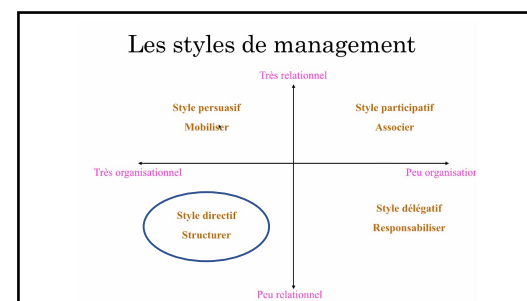 Les styles de management
Très relationnel
Style persuasif
Mobiliser
Style participatif
Associer
Très organisationnel
Peu organisation
Style directif
Structurer
Style délégatif
Responsabiliser
Peu relationnel